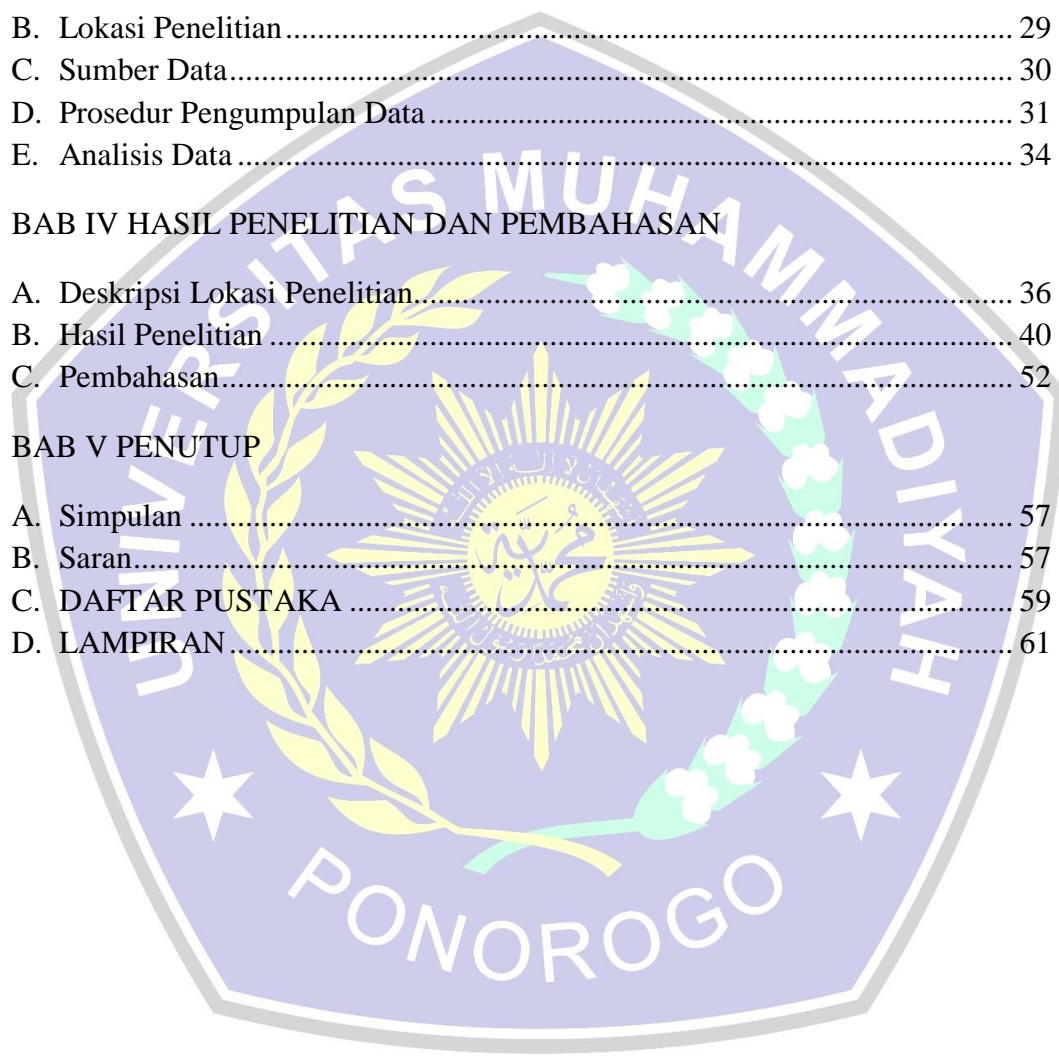 B. Lokasi Penelitian.......................................................................................... 29
C. Sumber Data................................................................................................. 30
D. Prosedur Pengumpulan Data........................................................................ 31
E. Analisis Data................................................................................................ 34
BAB IV HASIL PENELITIAN DAN PEMBAHASAN
A. Deskripsi Lokasi Penelitian.......................................................................... 36
B. Hasil Penelitian............................................................................................ 40
C. Pembahasan.................................................................................................. 52
BAB V PENUTUP
A. Simpulan...................................................................................................... 57
B. Saran............................................................................................................. 57
C. DAFTAR PUSTAKA.................................................................................. 59
D. LAMPIRAN................................................................................................. 61
UNIVERSITAS MUHAMMADIYAH
PONOROGO